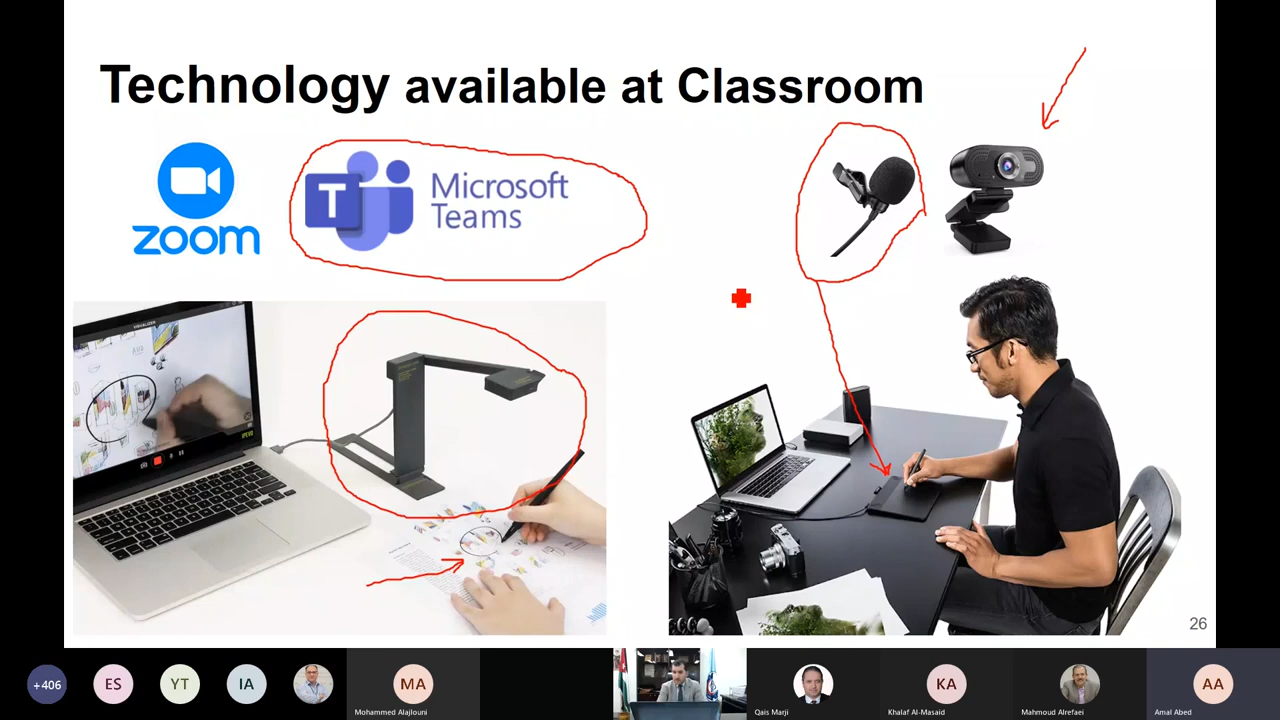 Technology available at Classroom
zoom
T
Microsoft
Teams
VISUALIZER
26
+406
ES
YT
IA
MA
KA
AA
Mohammed Alajlouni
Qais Marji
Khalaf Al-Masaid
Mahmoud Alrefaei
Amal Abed